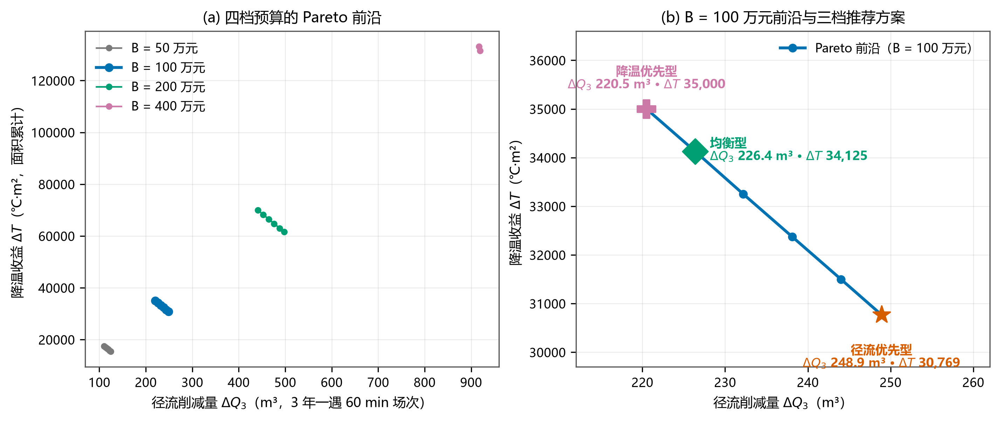 (a) 四档预算的 Pareto 前沿
B = 50 万元
B = 100 万元
B = 200 万元
B = 400 万元
降温收益 ΔT（℃·m²，面积累计）
120000
100000
80000
60000
40000
20000
100 200 300 400 500 600 700 800 900
径流削减量 ΔQ₃（m³，3 年一遇 60 min 场次）
(b) B = 100 万元前沿与三档推荐方案
Pareto 前沿（B = 100 万元）
降温收益 ΔT（℃·m²）
36000
35000
34000
33000
32000
31000
30000
降温优先型
ΔQ₃ 220.5 m³ • ΔT 35,000
均衡型
ΔQ₃ 226.4 m³ • ΔT 34,125
径流优先型
ΔQ₃ 248.9 m³ • ΔT 30,769
220 230 240 250 260
径流削减量 ΔQ₃（m³）